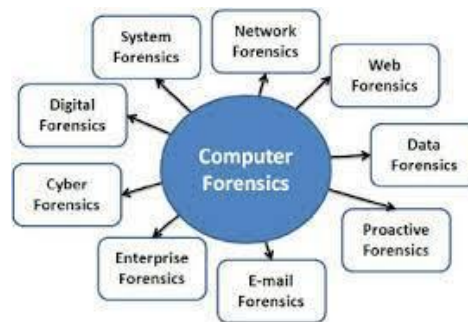 System
Forensics
Network
Forensics
Web
Forensics
Digital
Forensics
Data
Forensics
Computer
Forensics
Cyber
Forensics
Proactive
Forensics
Enterprise
Forensics
E-mail
Forensics